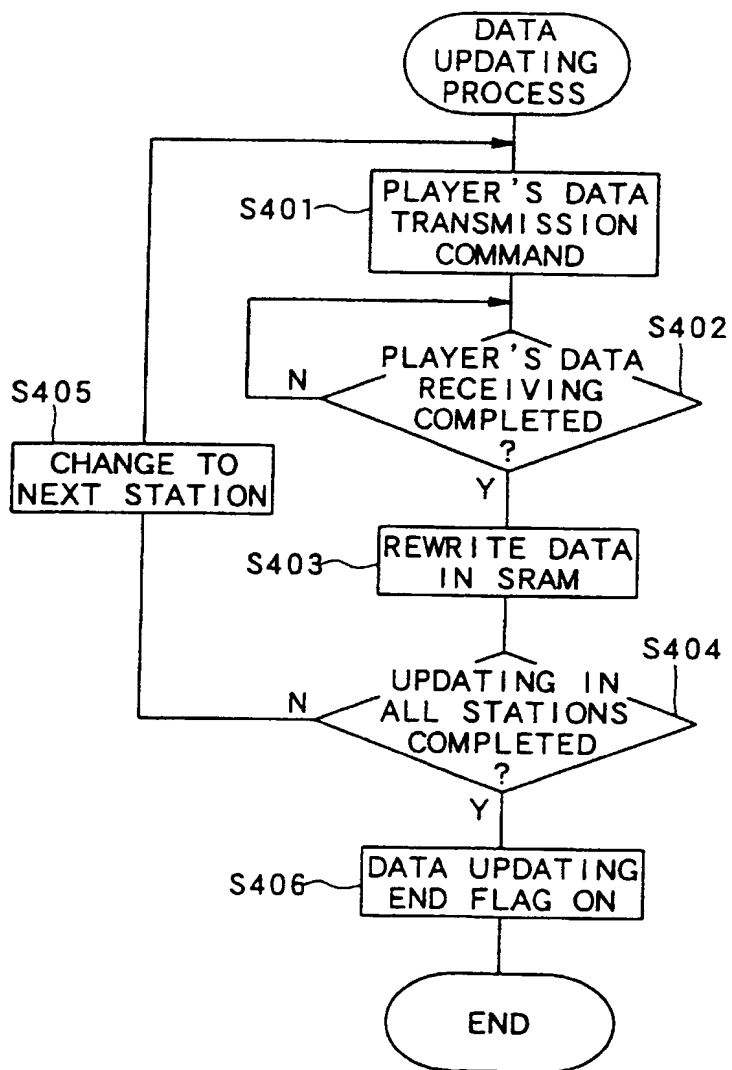 DATA
UPDATING
PROCESS
S401
PLAYER'S DATA
TRANSMISSION
COMMAND
S402
PLAYER'S DATA
RECEIVING
COMPLETED
?
N
Y
S405
CHANGE TO
NEXT STATION
S403
REWRITE DATA
IN SRAM
S404
UPDATING IN
ALL STATIONS
COMPLETED
?
N
Y
S406
DATA UPDATING
END FLAG ON
END